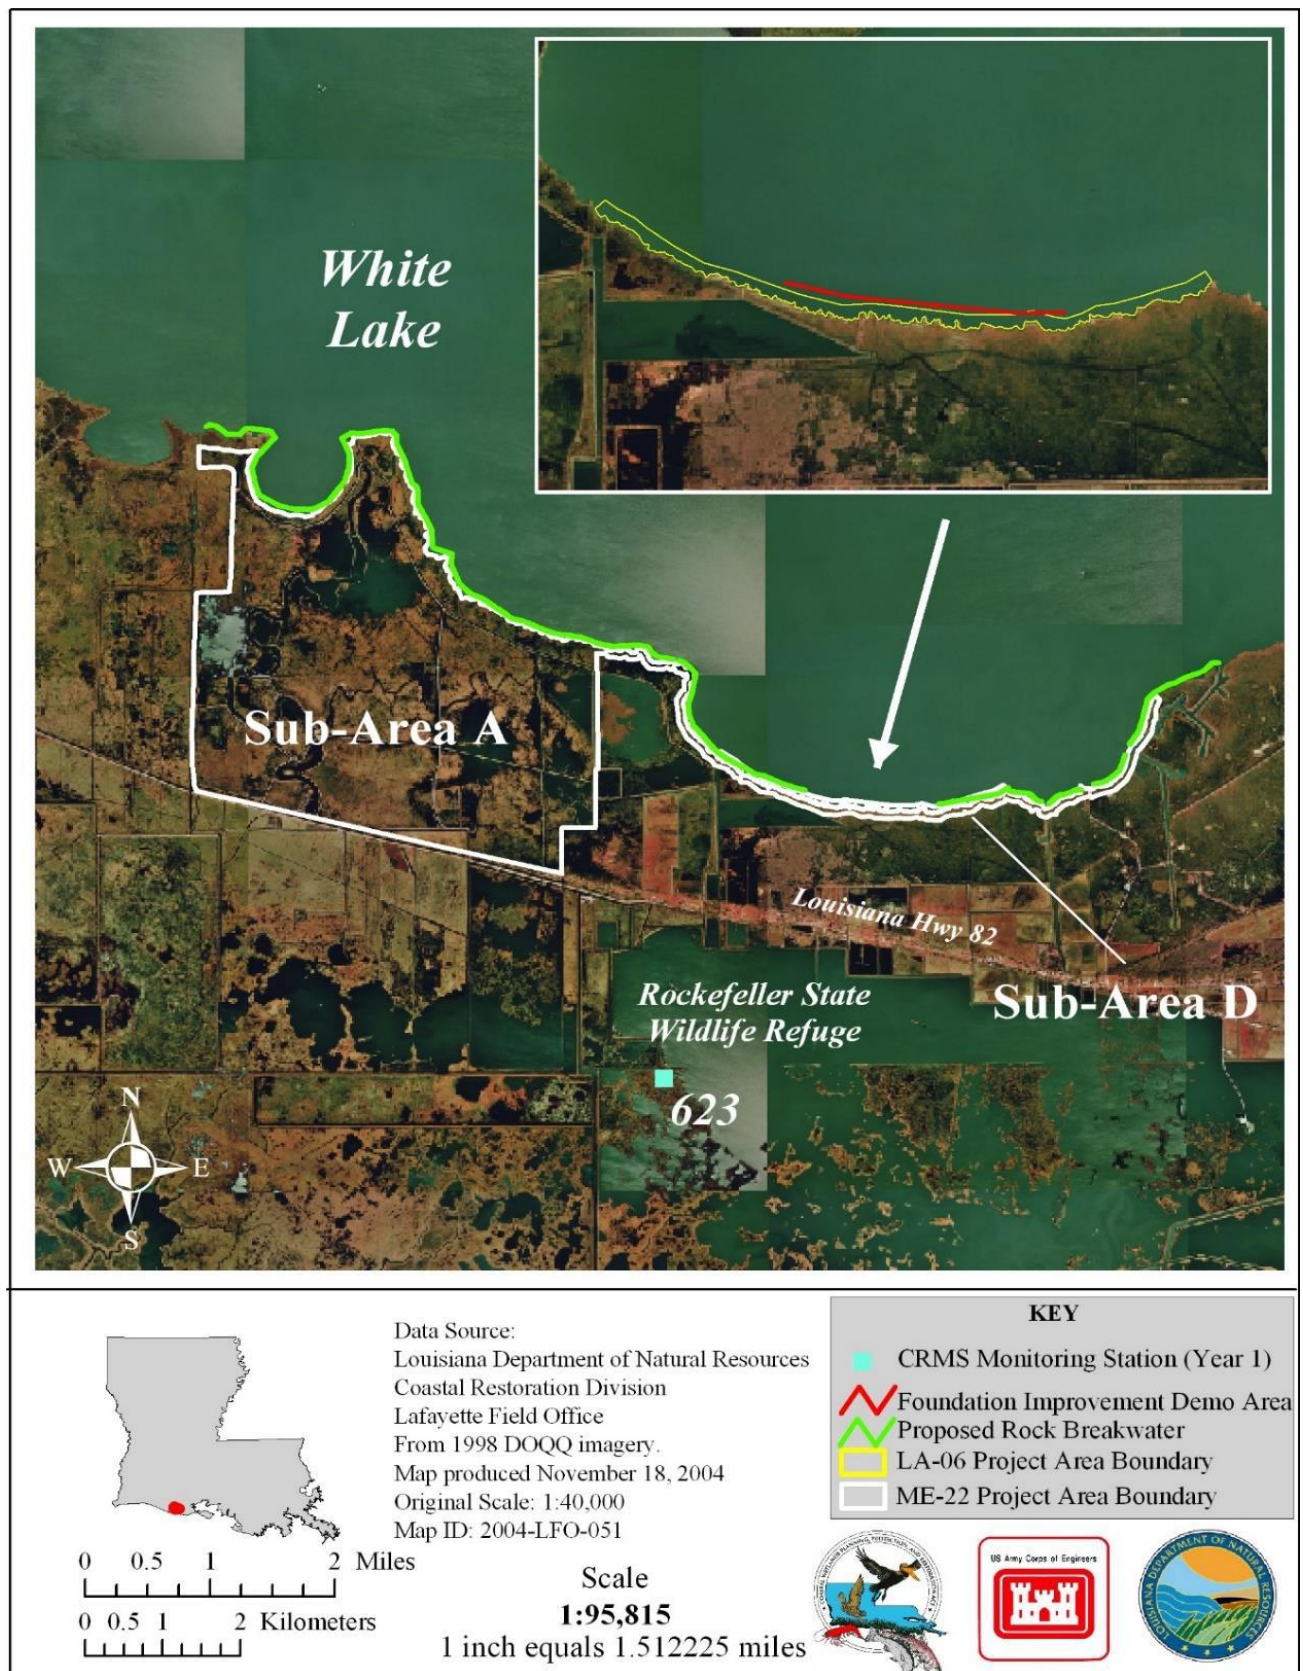 White
Lake
Sub-Area A
Louisiana Hwy 82
Rockefeller State
Wildlife Refuge
Sub-Area D
623
N
W E
S
Data Source:
Louisiana Department of Natural Resources
Coastal Restoration Division
Lafayette Field Office
From 1998 DOQQ imagery.
Map produced November 18, 2004
Original Scale: 1:40,000
Map ID: 2004-LFO-051
0 0.5 1 2 Miles
0 0.5 1 2 Kilometers
Scale
1:95,815
1 inch equals 1.512225 miles
KEY
CRMS Monitoring Station (Year 1)
Foundation Improvement Demo Area
Proposed Rock Breakwater
LA-06 Project Area Boundary
ME-22 Project Area Boundary
US Army Corps of Engineers
LOUISIANA DEPARTMENT OF NATURAL RESOURCES